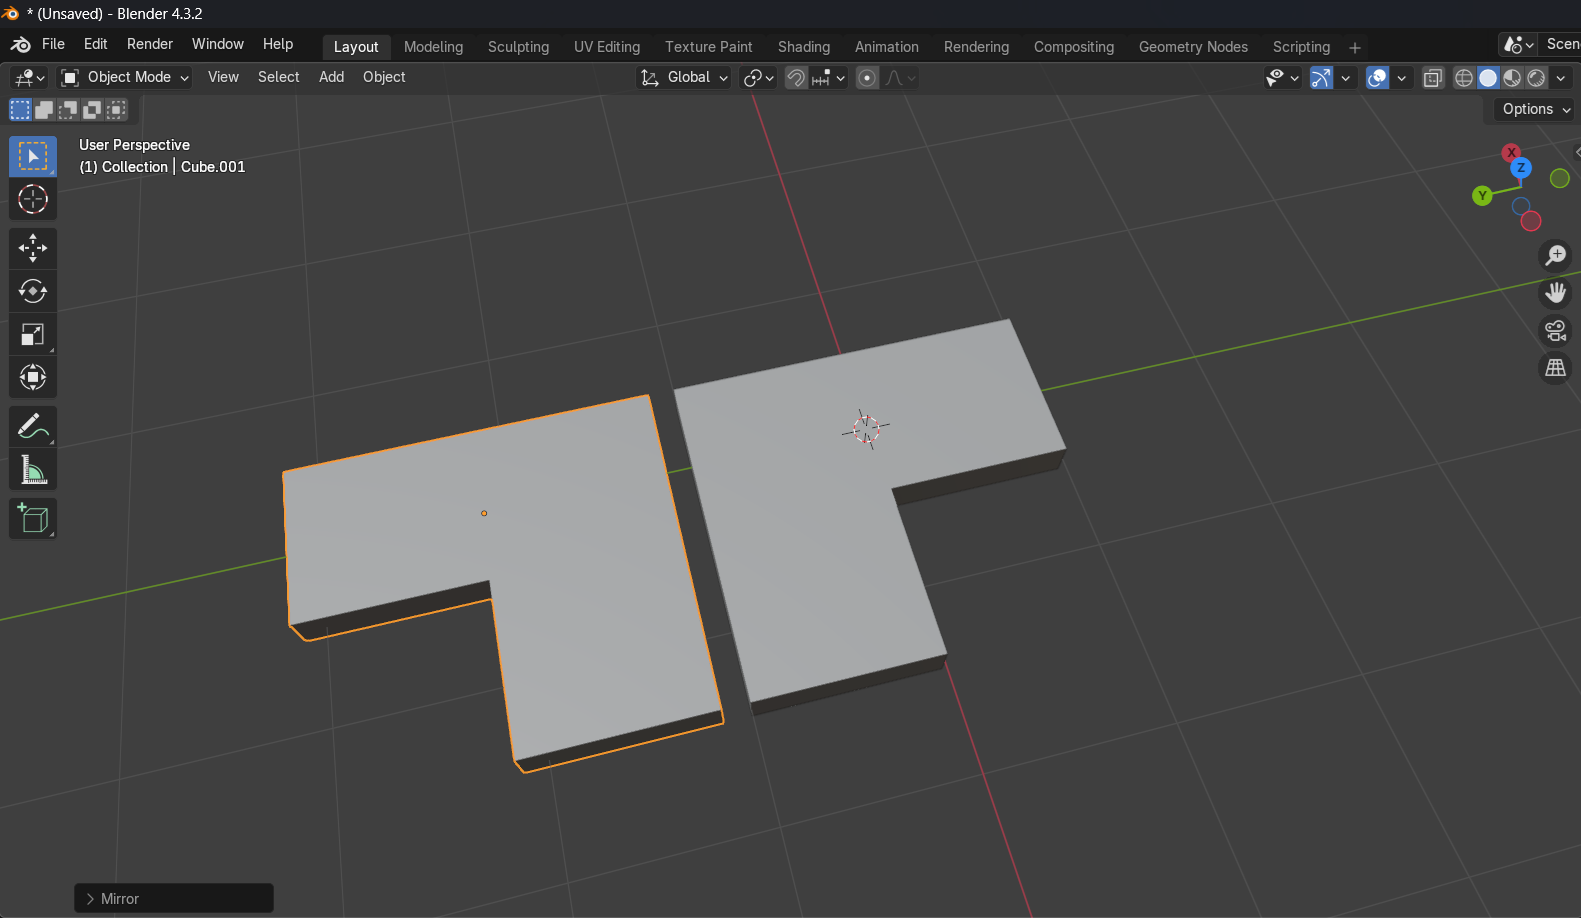 * (Unsaved) - Blender 4.3.2
File Edit Render Window Help Layout Modeling Sculpting UV Editing Texture Paint Shading Animation Rendering Compositing Geometry Nodes Scripting + Scen
Object Mode View Select Add Object Global
Options
User Perspective
(1) Collection | Cube.001
X
Z
Y
Mirror